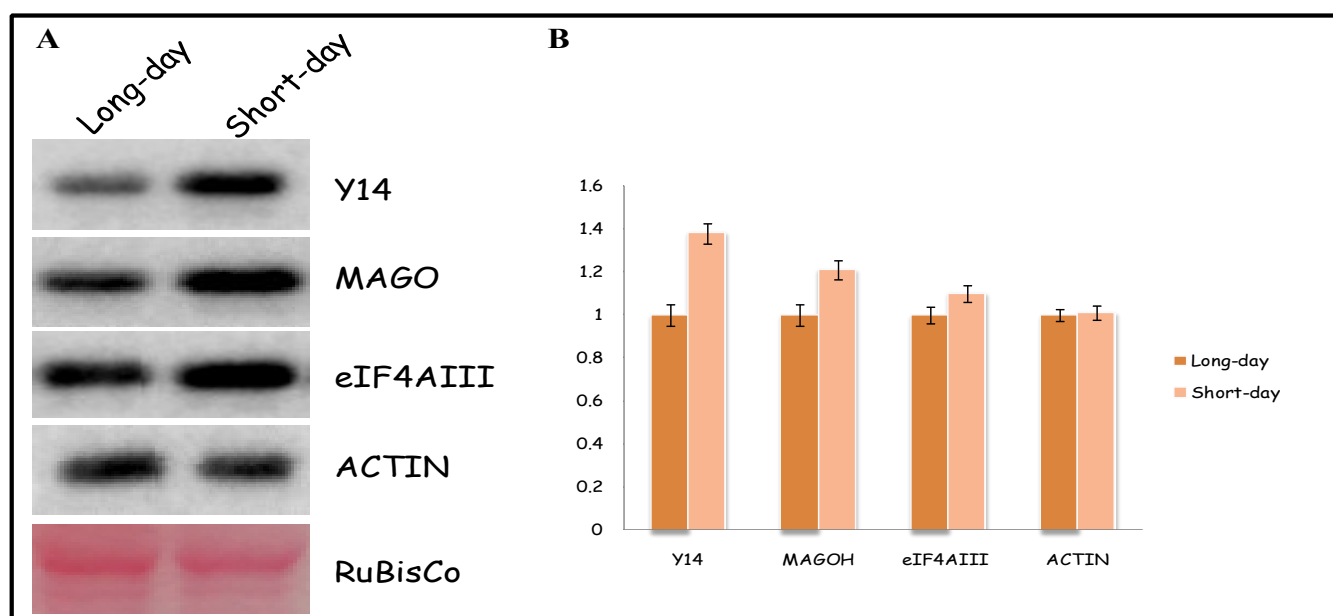 A
B
Long-day
Short-day
Y14
MAGO
eIF4AIII
ACTIN
RuBisCo
1.6
1.4
1.2
1
0.8
0.6
0.4
0.2
0
Y14 MAGOH eIF4AIII ACTIN
Long-day
Short-day